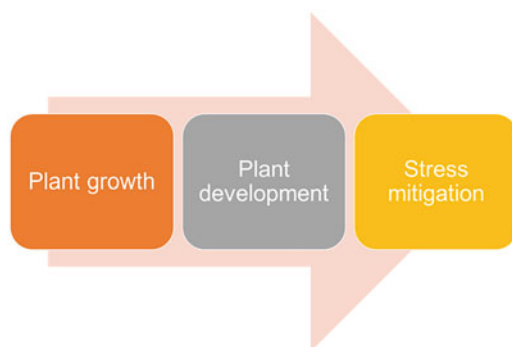 Plant growth
Plant
development
Stress
mitigation